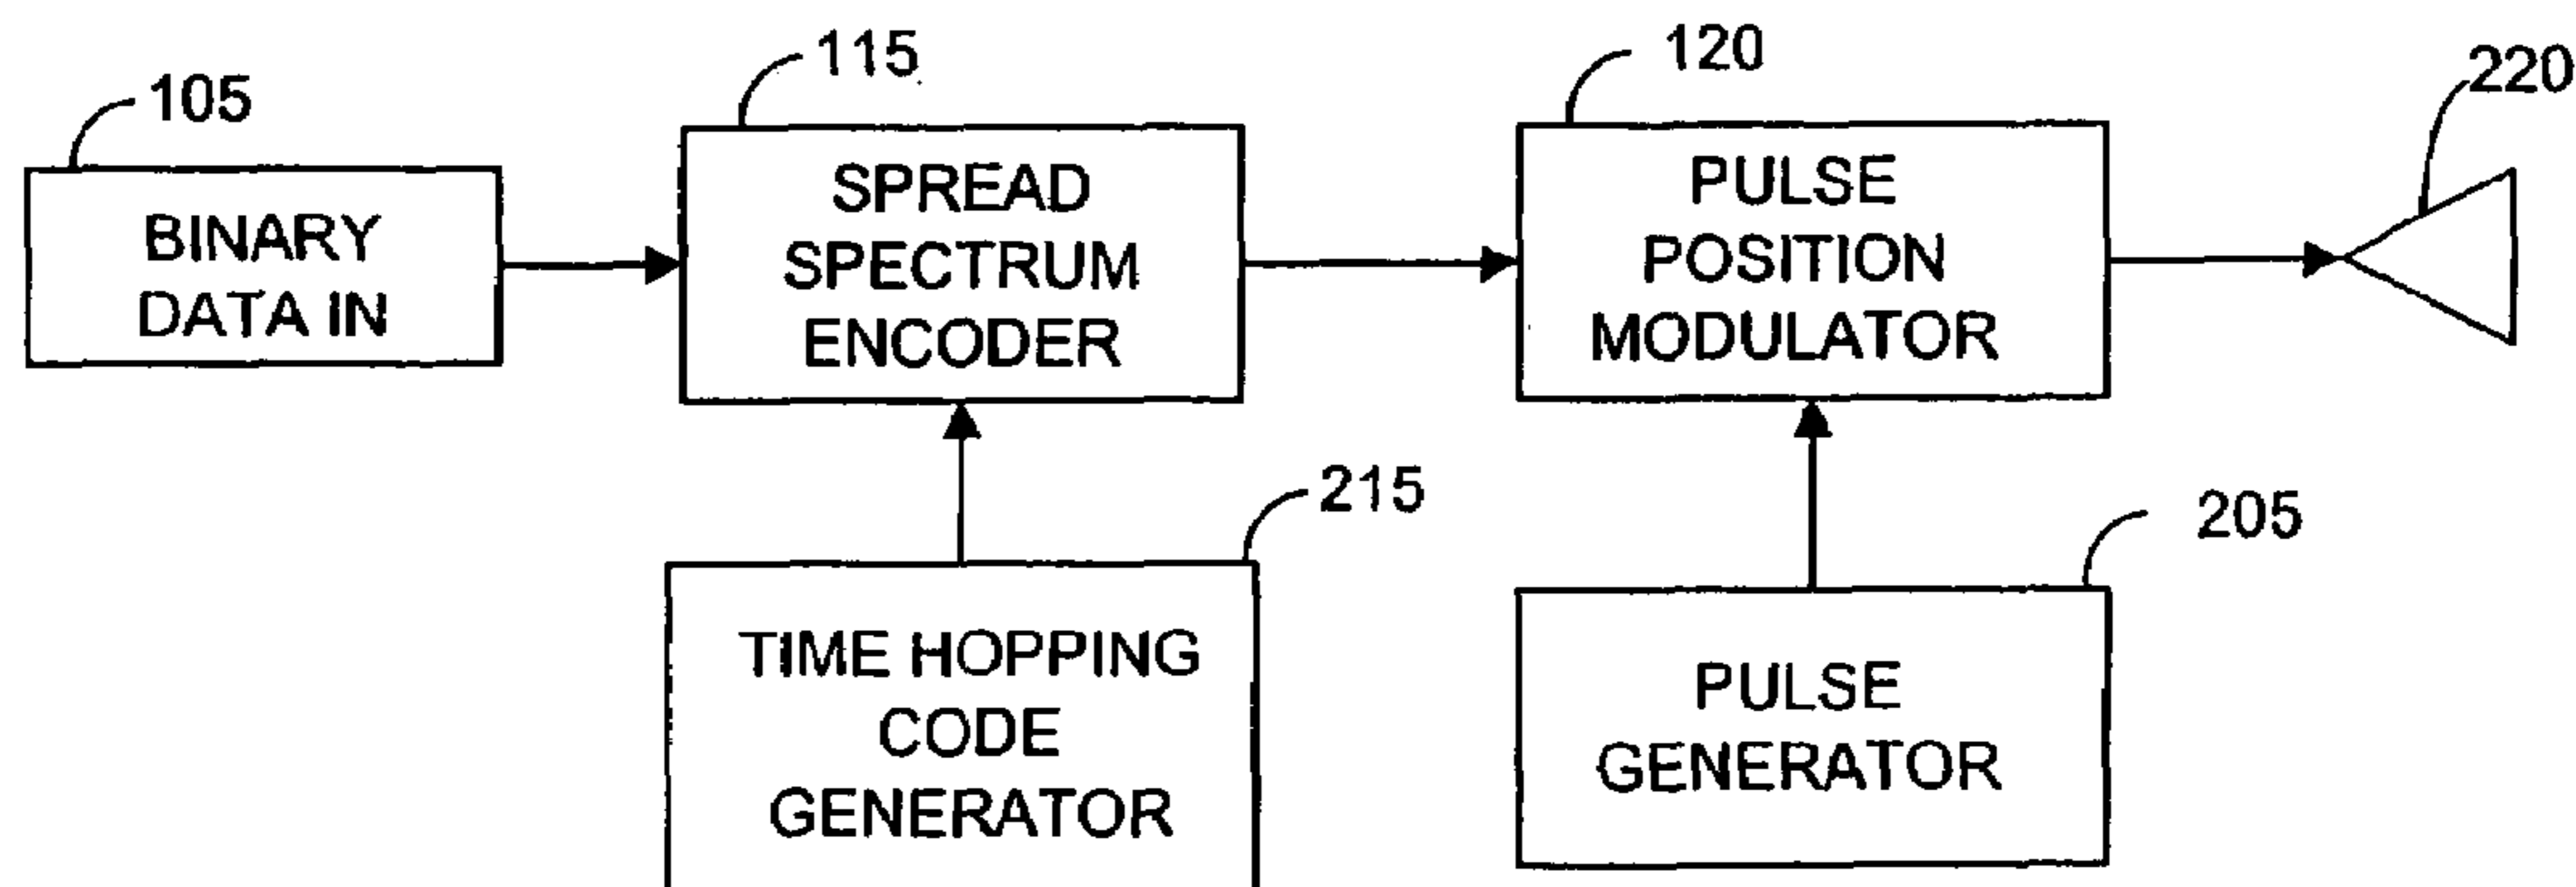 105
BINARY
DATA IN
115
SPREAD
SPECTRUM
ENCODER
120
PULSE
POSITION
MODULATOR
220
215
TIME HOPPING
CODE
GENERATOR
205
PULSE
GENERATOR